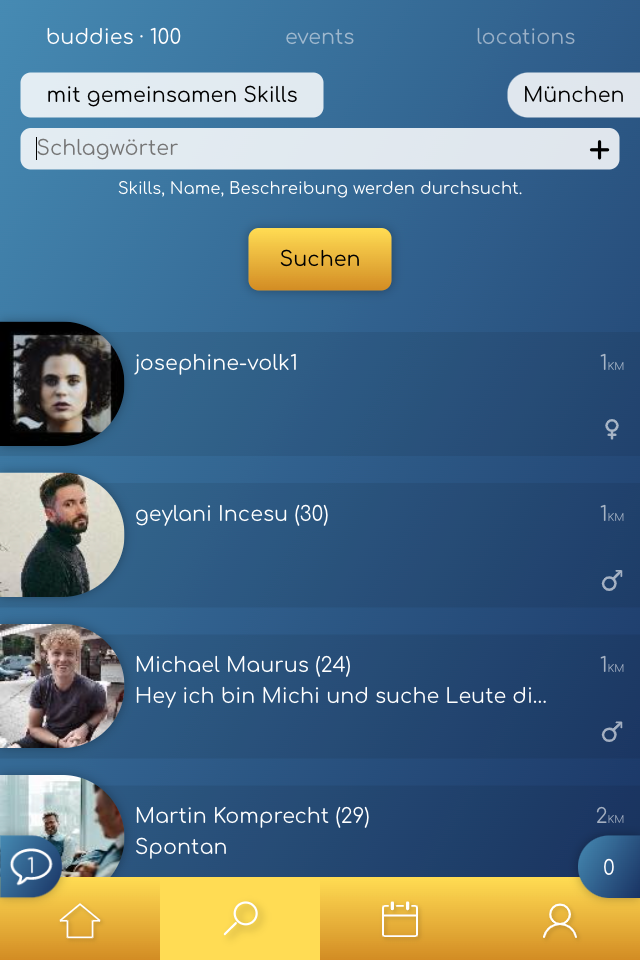 buddies · 100
events
locations
mit gemeinsamen Skills
München
Schlagwörter
Skills, Name, Beschreibung werden durchsucht.
Suchen
josephine-volk1
1KM
geylani Incesu (30)
1KM
Michael Maurus (24)
1KM
Hey ich bin Michi und suche Leute di...
Martin Komprecht (29)
2KM
Spontan
1
0